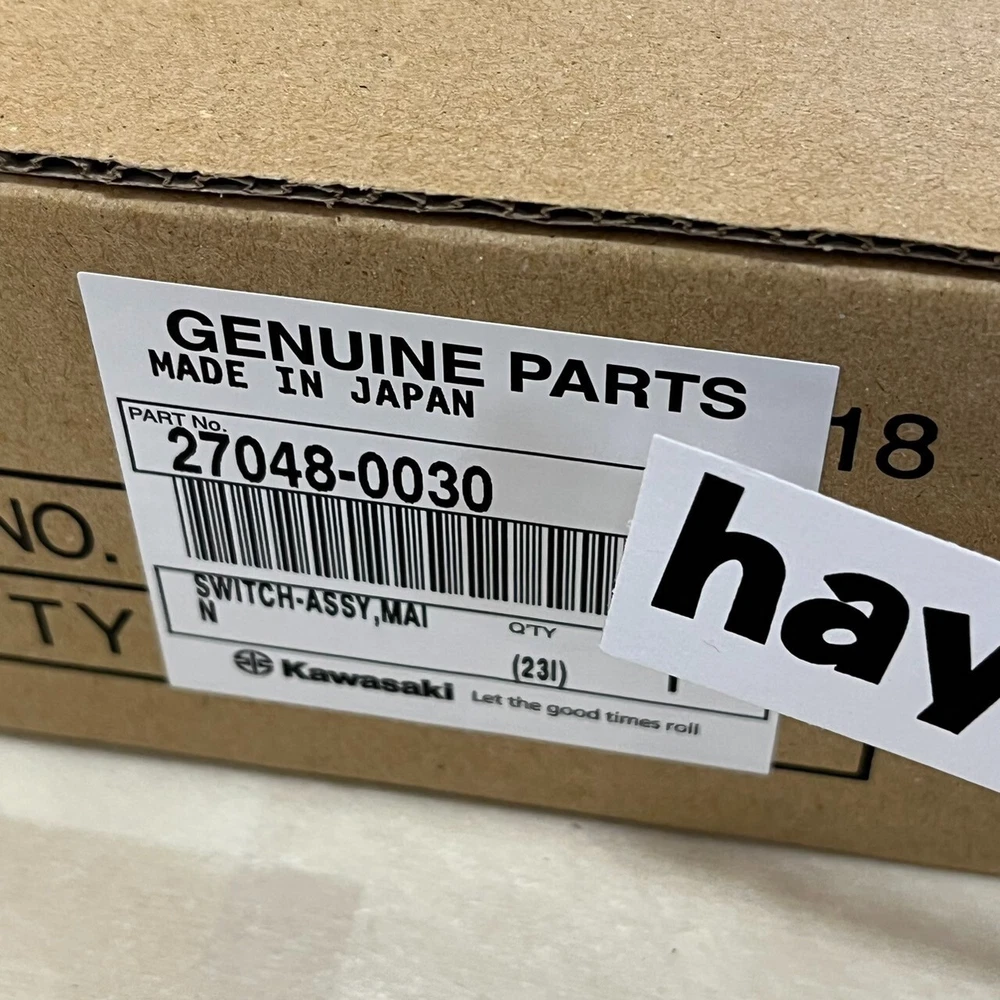 GENUINE PARTS
MADE IN JAPAN
PART No.
27048-0030
18
NO.
SWITCH-ASSY,MAI
N
QTY
TY
(23I)
Kawasaki Let the good times roll
hay